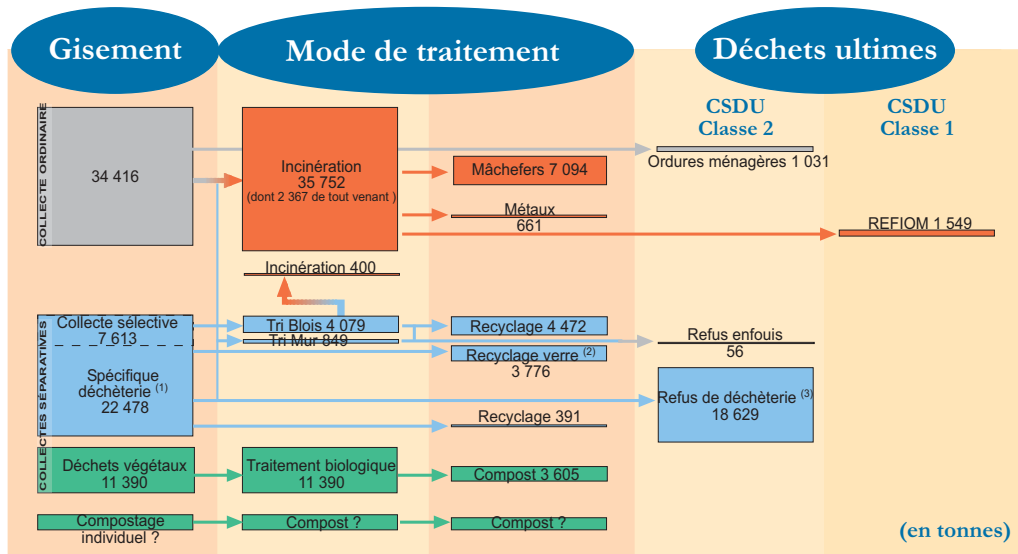 Gisement
Mode de traitement
Déchets ultimes
CSDU
Classe 2
CSDU
Classe 1
COLLECTE ORDINAIRE
34 416
Incinération
35 752
(dont 2 367 de tout venant )
Mâchefers 7 094
Métaux
661
Ordures ménagères 1 031
REFIOM 1 549
Incinération 400
COLLECTES SÉPARATIVES
Collecte sélective
7 613
Tri Blois 4 079
Tri Mur 849
Recyclage 4 472
Refus enfouis
56
Recyclage verre (2)
3 776
Spécifique
déchèterie (1)
22 478
Refus de déchèterie (3)
18 629
Recyclage 391
Déchets végétaux
11 390
Traitement biologique
11 390
Compost 3 605
Compostage
individuel ?
Compost ?
Compost ?
(en tonnes)